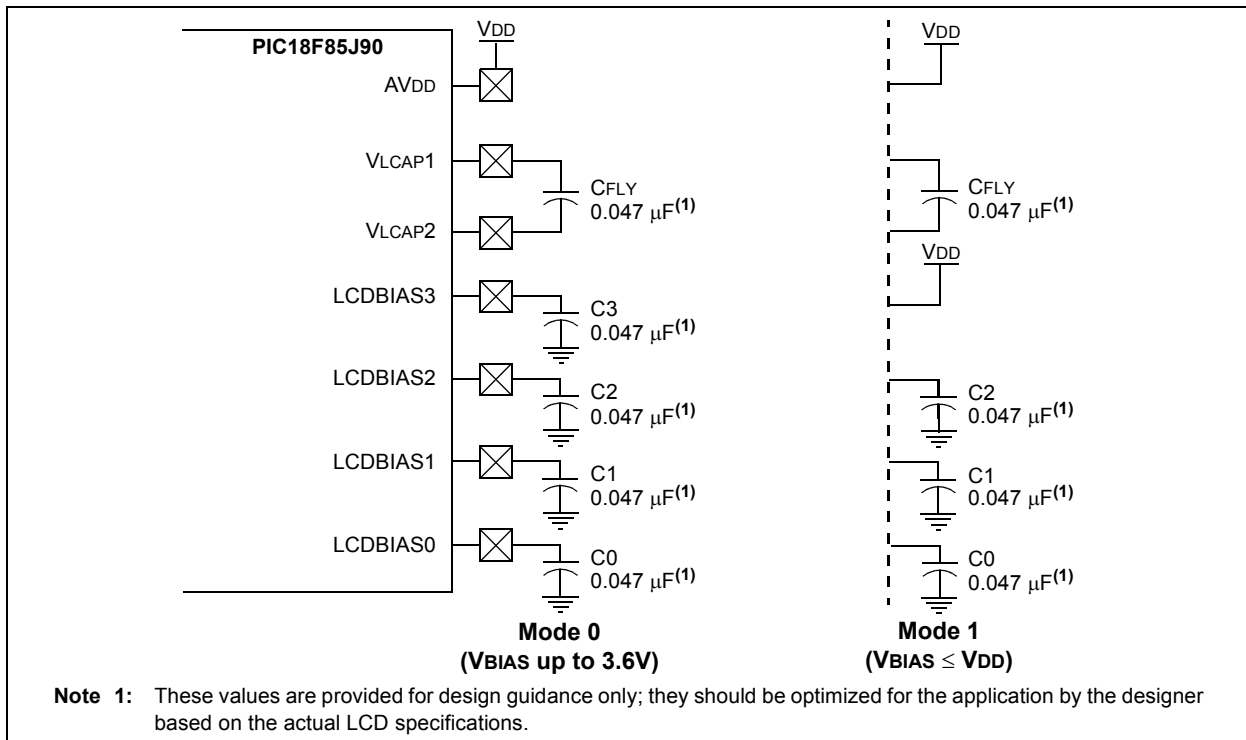 PIC18F85J90
VDD
VDD
AVDD
VLCAP1
CFLY
0.047 μF(1)
CFLY
0.047 μF(1)
VLCAP2
VDD
LCDBIAS3
C3
0.047 μF(1)
LCDBIAS2
C2
0.047 μF(1)
C2
0.047 μF(1)
LCDBIAS1
C1
0.047 μF(1)
C1
0.047 μF(1)
LCDBIAS0
C0
0.047 μF(1)
C0
0.047 μF(1)
Mode 0
(VBIAS up to 3.6V)
Mode 1
(VBIAS ≤ VDD)
Note 1: These values are provided for design guidance only; they should be optimized for the application by the designer
based on the actual LCD specifications.